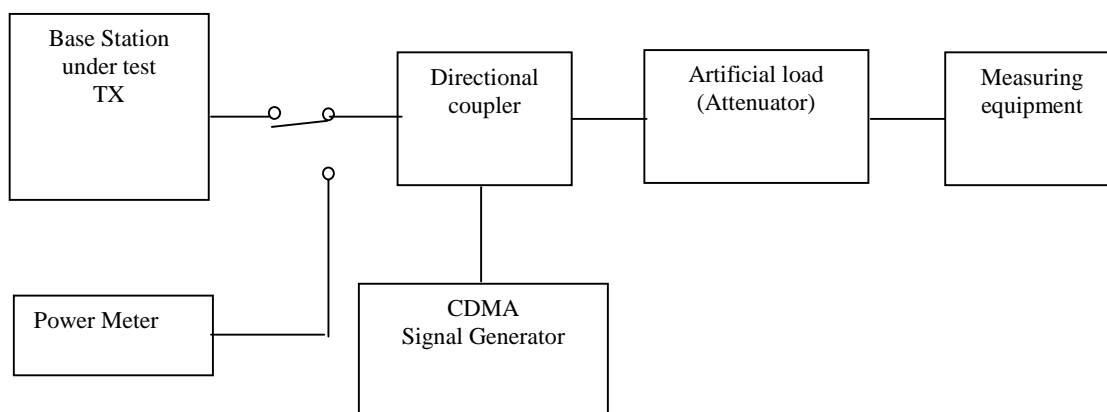 Base Station
under test
TX
Directional
coupler
Artificial load
(Attenuator)
Measuring
equipment
Power Meter
CDMA
Signal Generator